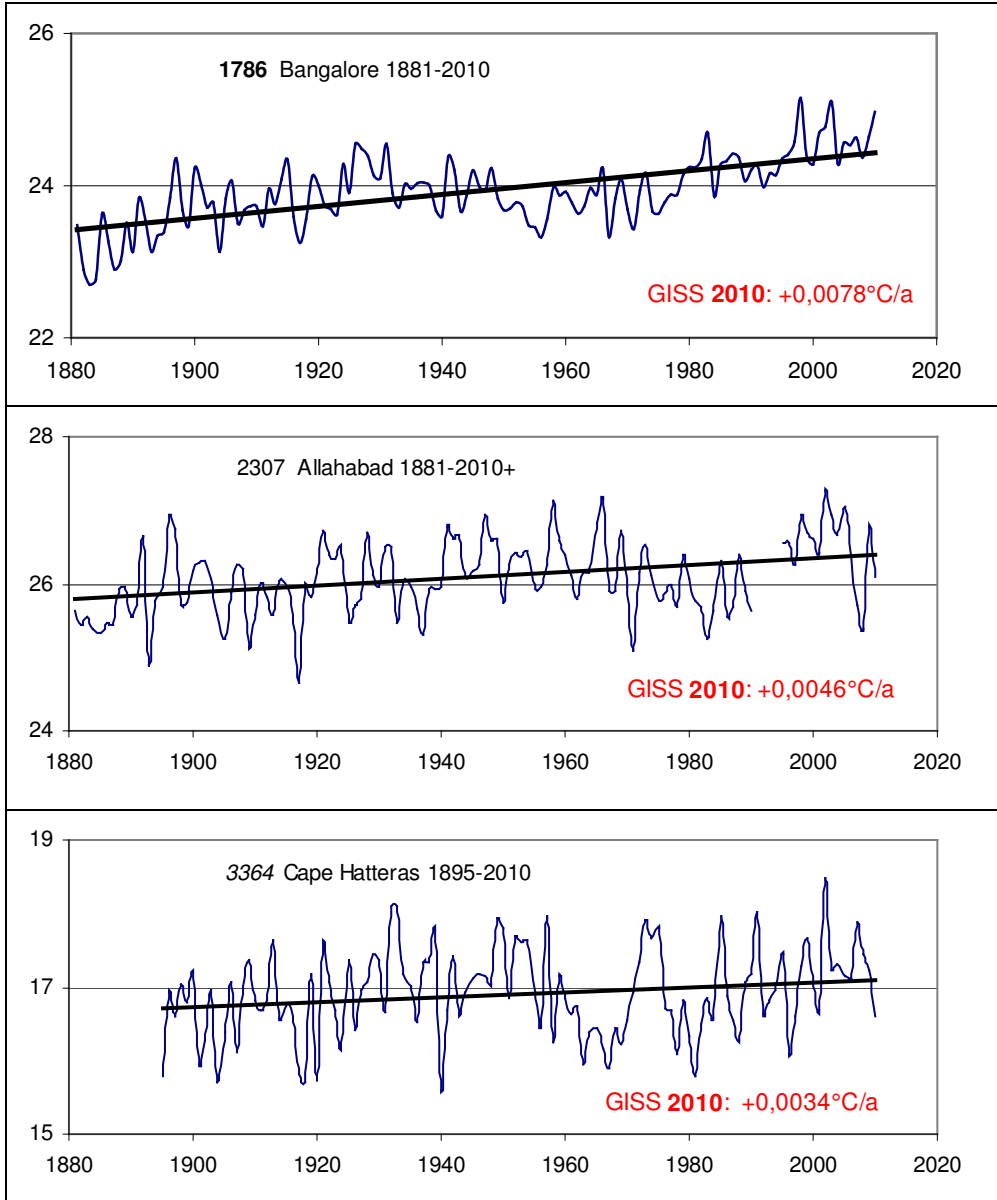 26
1786 Bangalore 1881-2010
24
GISS 2010: +0,0078°C/a
22
1880 1900 1920 1940 1960 1980 2000 2020
28
2307 Allahabad 1881-2010+
26
GISS 2010: +0,0046°C/a
24
1880 1900 1920 1940 1960 1980 2000 2020
19
3364 Cape Hatteras 1895-2010
17
GISS 2010: +0,0034°C/a
15
1880 1900 1920 1940 1960 1980 2000 2020